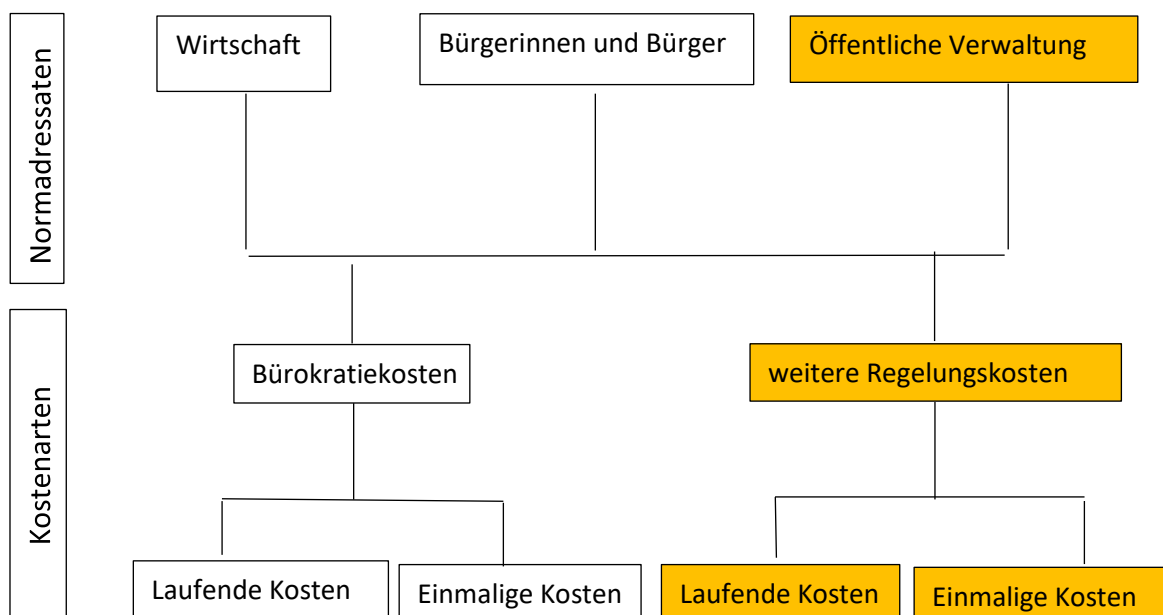 Normadressaten
Wirtschaft
Bürgerinnen und Bürger
Öffentliche Verwaltung
Kostenarten
Bürokratiekosten
weitere Regelungskosten
Laufende Kosten
Einmalige Kosten
Laufende Kosten
Einmalige Kosten